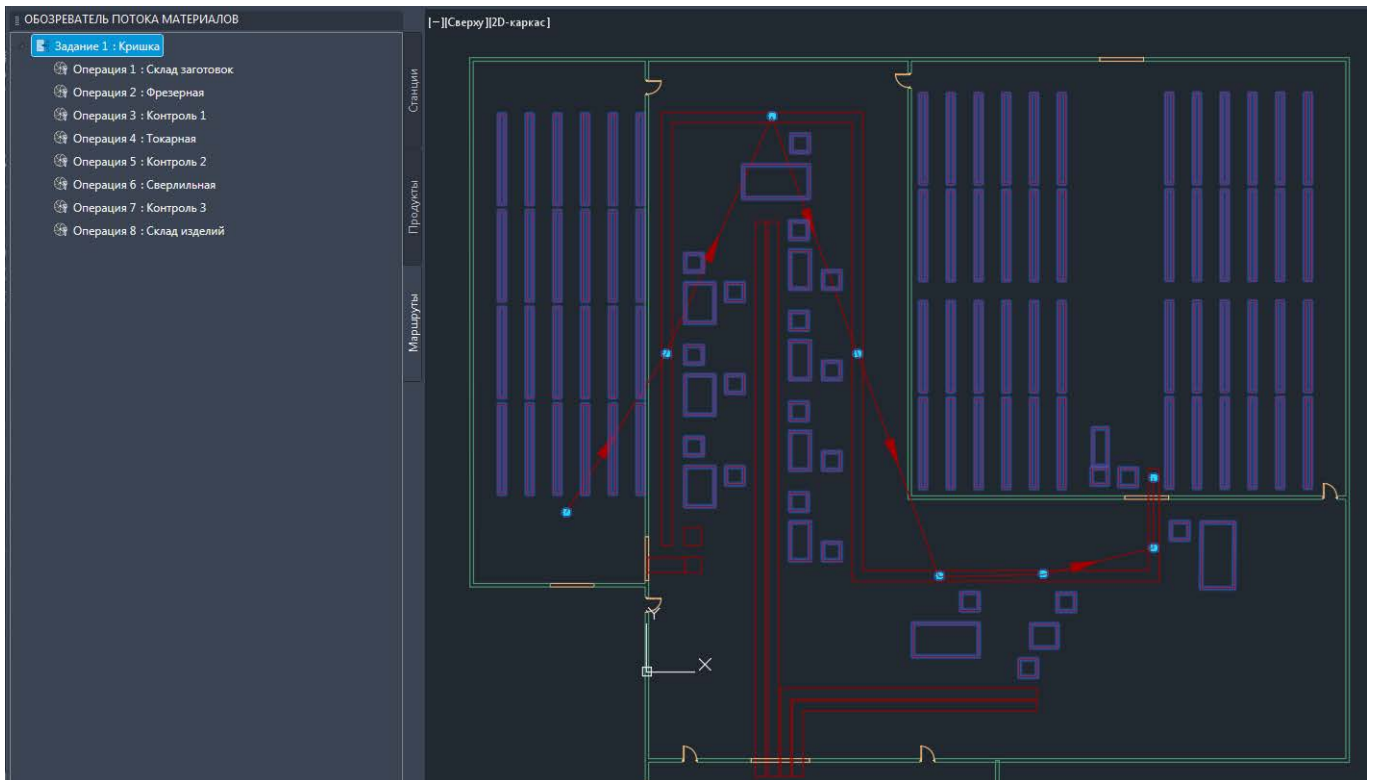 ОБОЗРЕВАТЕЛЬ ПОТОКА МАТЕРИАЛОВ
Задание 1 : Кришка
Операция 1 : Склад заготовок
Операция 2 : Фрезерная
Операция 3 : Контроль 1
Операция 4 : Токарная
Операция 5 : Контроль 2
Операция 6 : Сверлильная
Операция 7 : Контроль 3
Операция 8 : Склад изделий
Станции
Продукты
Маршруты
[−][Сверху][2D-каркас]
Y
X